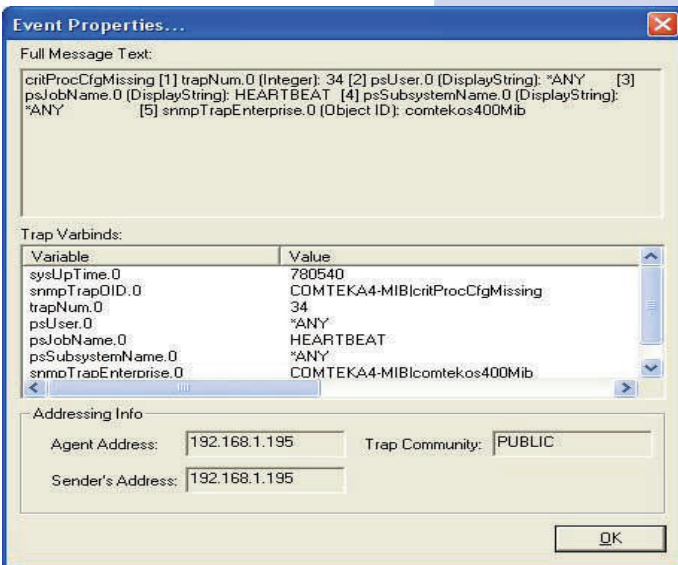 Event Properties...
Full Message Text:
critProcCfgMissing [1] trapNum.0 (Integer): 34 [2] psUser.0 (DisplayString): *ANY [3]
psJobName.0 (DisplayString): HEARTBEAT [4] psSubsystemName.0 (DisplayString):
*ANY [5] snmpTrapEnterprise.0 (Object ID): comtekos400Mib
Trap Varbinds:
Variable Value
sysUpTime.0 780540
snmpTrapOID.0 COMTEKA4-MIB|critProcCfgMissing
trapNum.0 34
psUser.0 *ANY
psJobName.0 HEARTBEAT
psSubsystemName.0 *ANY
snmpTrapEnterprise.0 COMTEKA4-MIB|comtekos400Mib
Addressing Info
Agent Address: 192.168.1.195 Trap Community: PUBLIC
Sender's Address: 192.168.1.195
OK